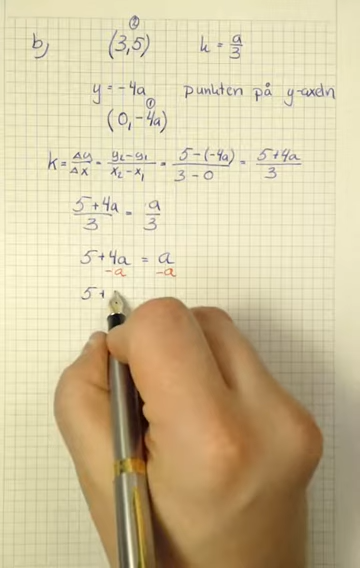 ②
b) (3,5) k = a/3
y = -4a punkten på y-axeln
①
(0, -4a)
k = Δy/Δx = y₂-y₁/x₂-x₁ = 5-(-4a)/3-0 = 5+4a/3
5+4a/3 = a/3
5+4a = a
-a -a
5+